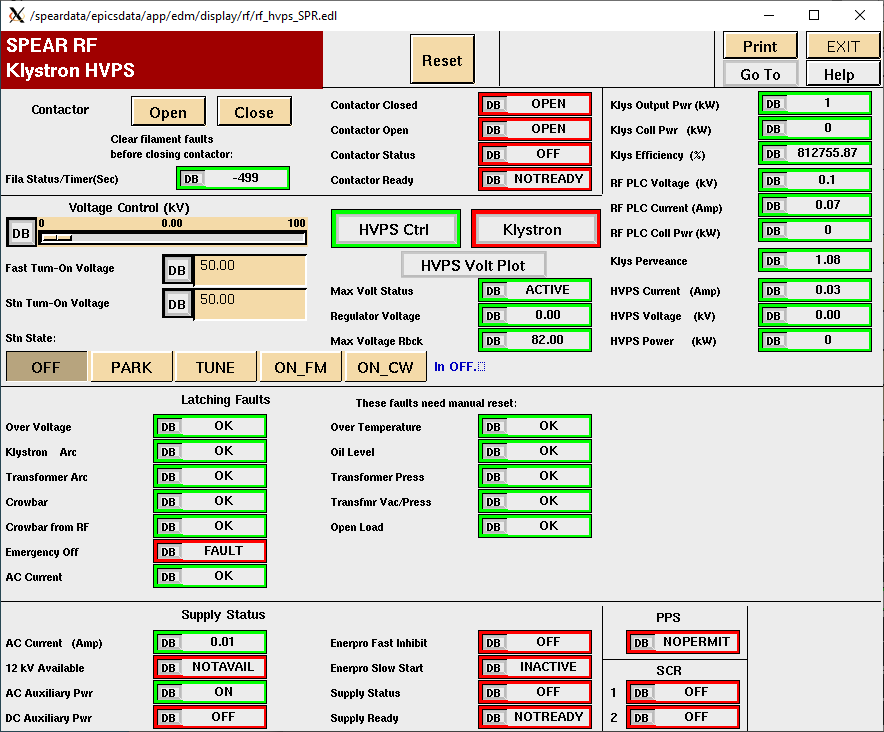 /speardata/epicsdata/app/edm/display/rf/rf_hvps_SPR.edl
SPEAR RF
Klystron HVPS
Reset
Print
EXIT
Go To
Help
Contactor
Open
Close
Clear filament faults
before closing contactor:
Fila Status/Timer(Sec) DB -499
Contactor Closed DB OPEN
Contactor Open DB OPEN
Contactor Status DB OFF
Contactor Ready DB NOTREADY
Klys Output Pwr (kW) DB 1
Klys Coll Pwr (kW) DB 0
Klys Efficiency (%) DB 812755.87
RF PLC Voltage (kV) DB 0.1
RF PLC Current (Amp) DB 0.07
RF PLC Coll Pwr (kW) DB 0
Klys Perveance DB 1.08
HVPS Current (Amp) DB 0.03
HVPS Voltage (kV) DB 0.00
HVPS Power (kW) DB 0
Voltage Control (kV)
DB 0 0.00 100
Fast Turn-On Voltage DB 50.00
Stn Turn-On Voltage DB 50.00
Stn State:
OFF PARK TUNE ON_FM ON_CW In OFF.
HVPS Ctrl
Klystron
HVPS Volt Plot
Max Volt Status DB ACTIVE
Regulator Voltage DB 0.00
Max Voltage Rbck DB 82.00
Latching Faults
Over Voltage DB OK
Klystron Arc DB OK
Transformer Arc DB OK
Crowbar DB OK
Crowbar from RF DB OK
Emergency Off DB FAULT
AC Current DB OK
These faults need manual reset:
Over Temperature DB OK
Oil Level DB OK
Transformer Press DB OK
Transfmr Vac/Press DB OK
Open Load DB OK
Supply Status
AC Current (Amp) DB 0.01
12 kV Available DB NOTAVAIL
AC Auxiliary Pwr DB ON
DC Auxiliary Pwr DB OFF
Enerpro Fast Inhibit DB OFF
Enerpro Slow Start DB INACTIVE
Supply Status DB OFF
Supply Ready DB NOTREADY
PPS
DB NOPERMIT
SCR
1 DB OFF
2 DB OFF